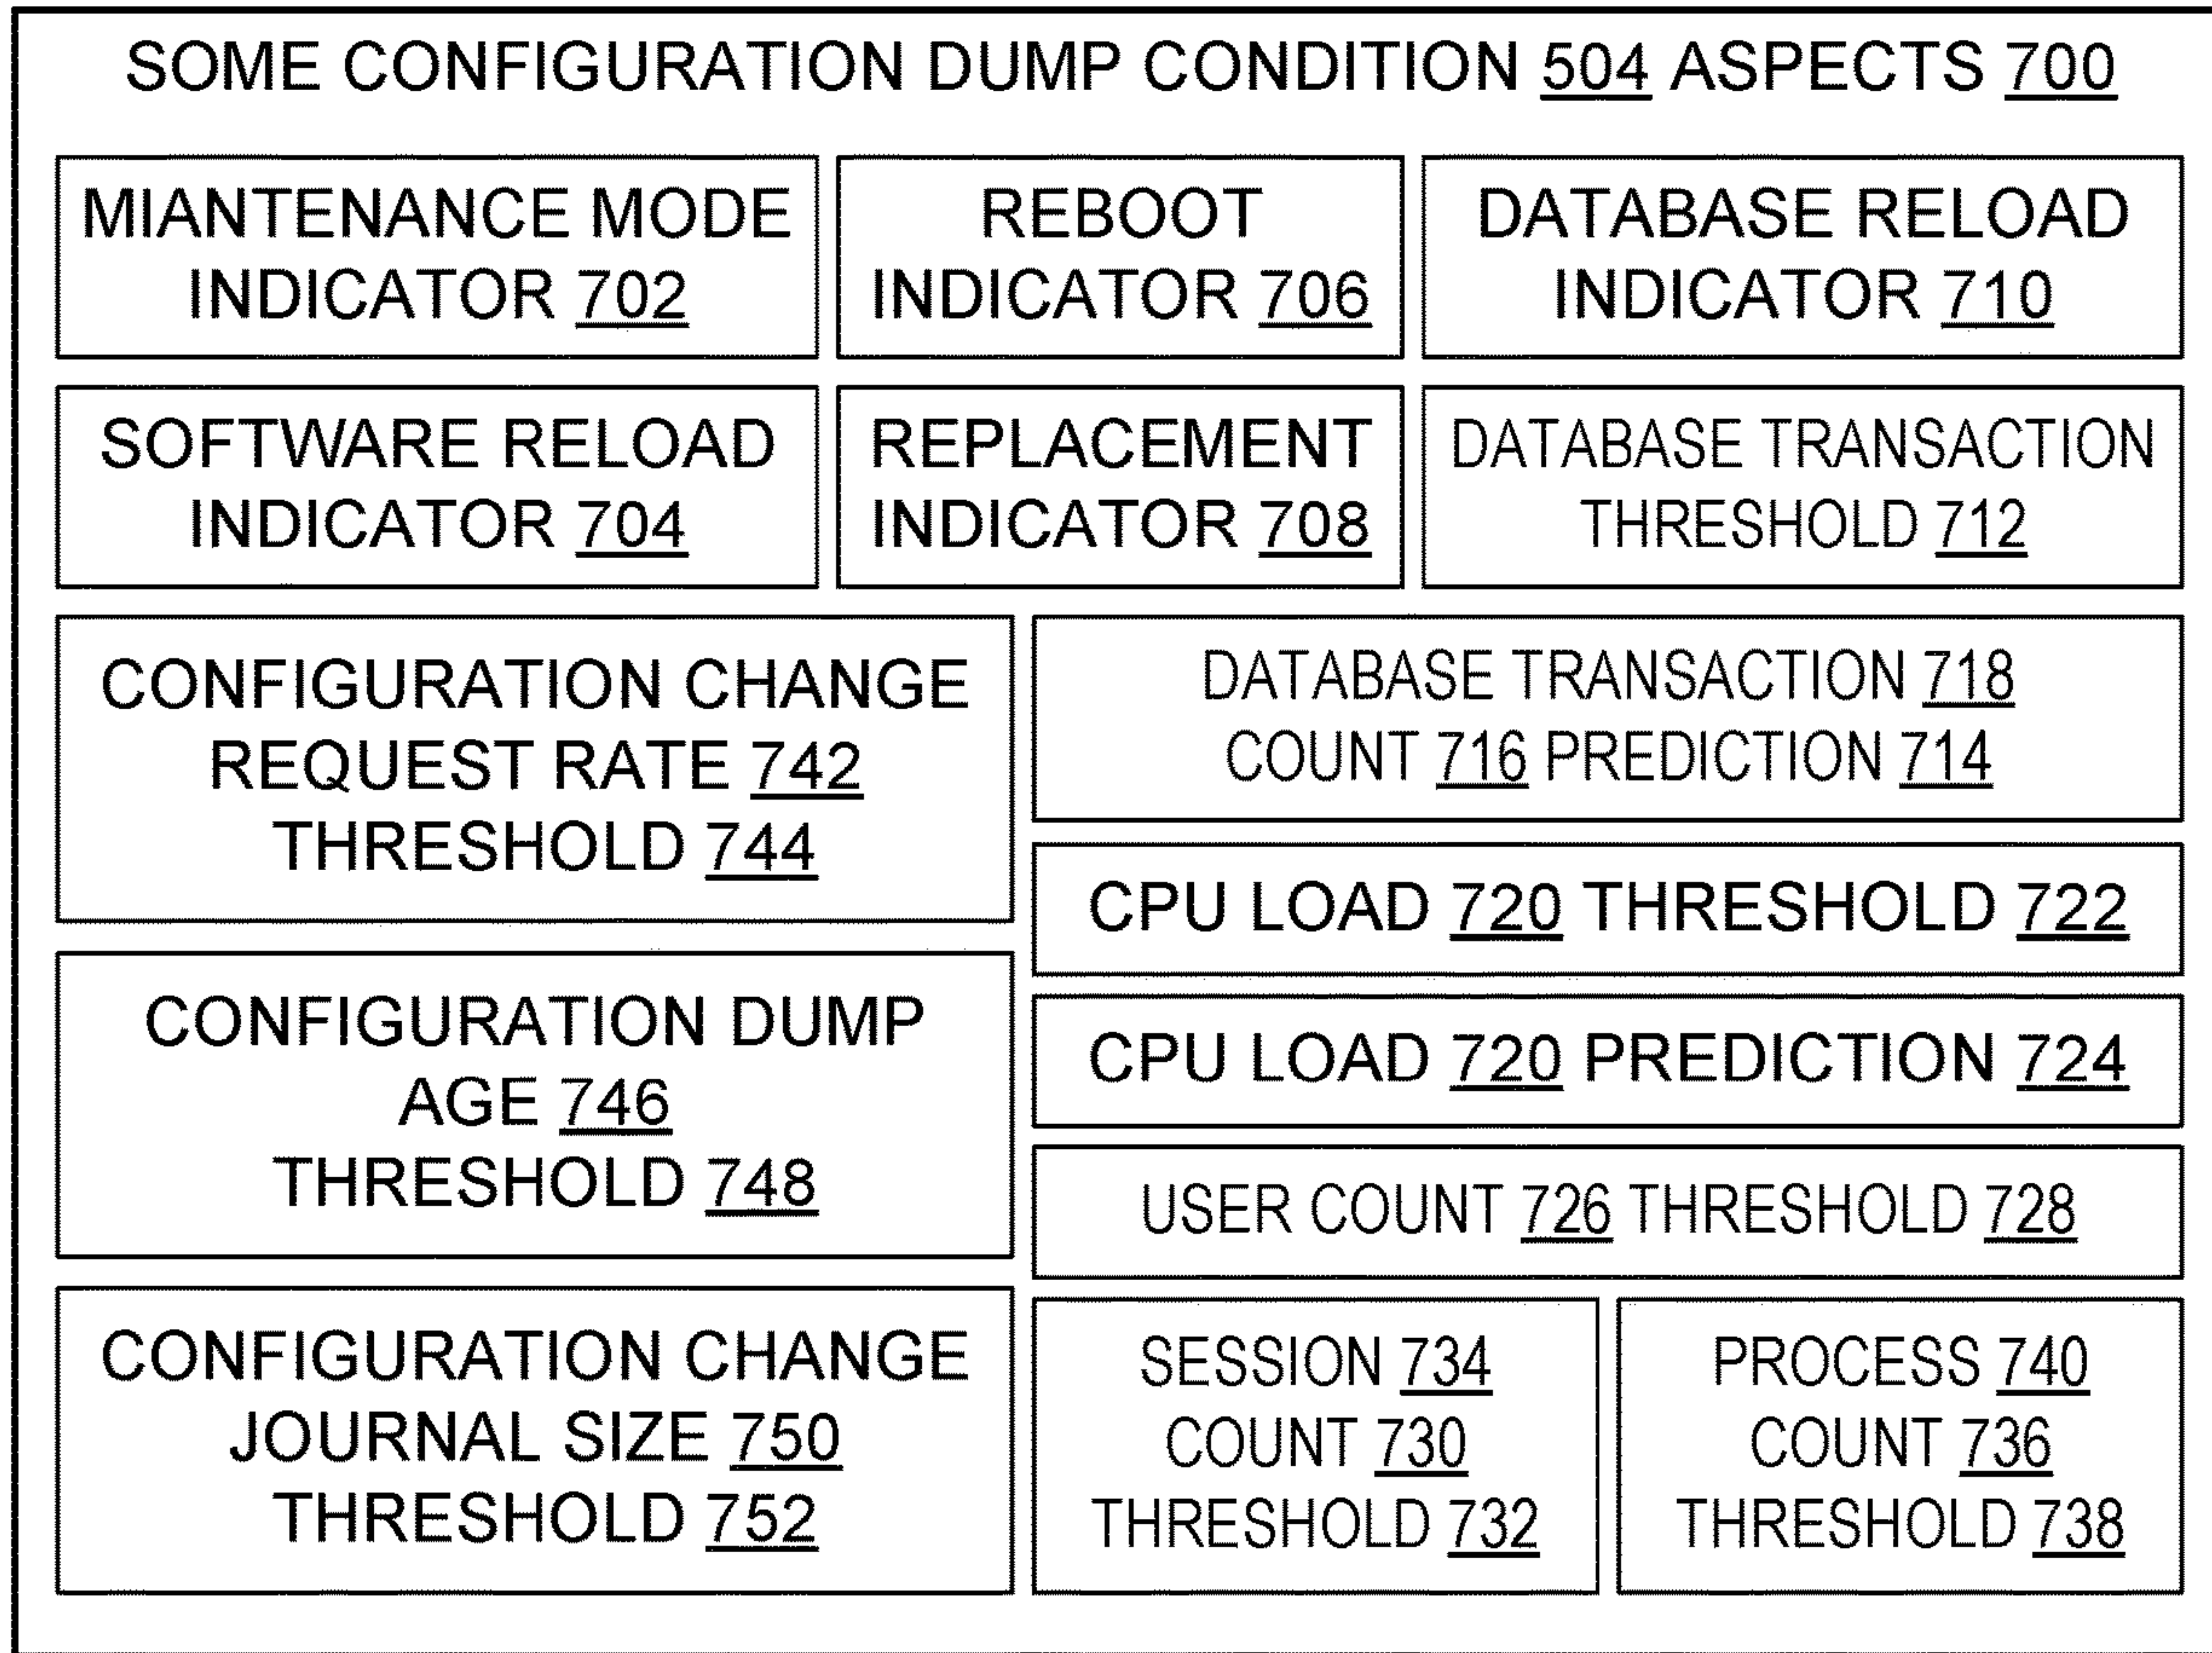 SOME CONFIGURATION DUMP CONDITION 504 ASPECTS 700
MIANTENANCE MODE
INDICATOR 702
REBOOT
INDICATOR 706
DATABASE RELOAD
INDICATOR 710
SOFTWARE RELOAD
INDICATOR 704
REPLACEMENT
INDICATOR 708
DATABASE TRANSACTION
THRESHOLD 712
CONFIGURATION CHANGE
REQUEST RATE 742
THRESHOLD 744
DATABASE TRANSACTION 718
COUNT 716 PREDICTION 714
CPU LOAD 720 THRESHOLD 722
CONFIGURATION DUMP
AGE 746
THRESHOLD 748
CPU LOAD 720 PREDICTION 724
USER COUNT 726 THRESHOLD 728
CONFIGURATION CHANGE
JOURNAL SIZE 750
THRESHOLD 752
SESSION 734
COUNT 730
THRESHOLD 732
PROCESS 740
COUNT 736
THRESHOLD 738